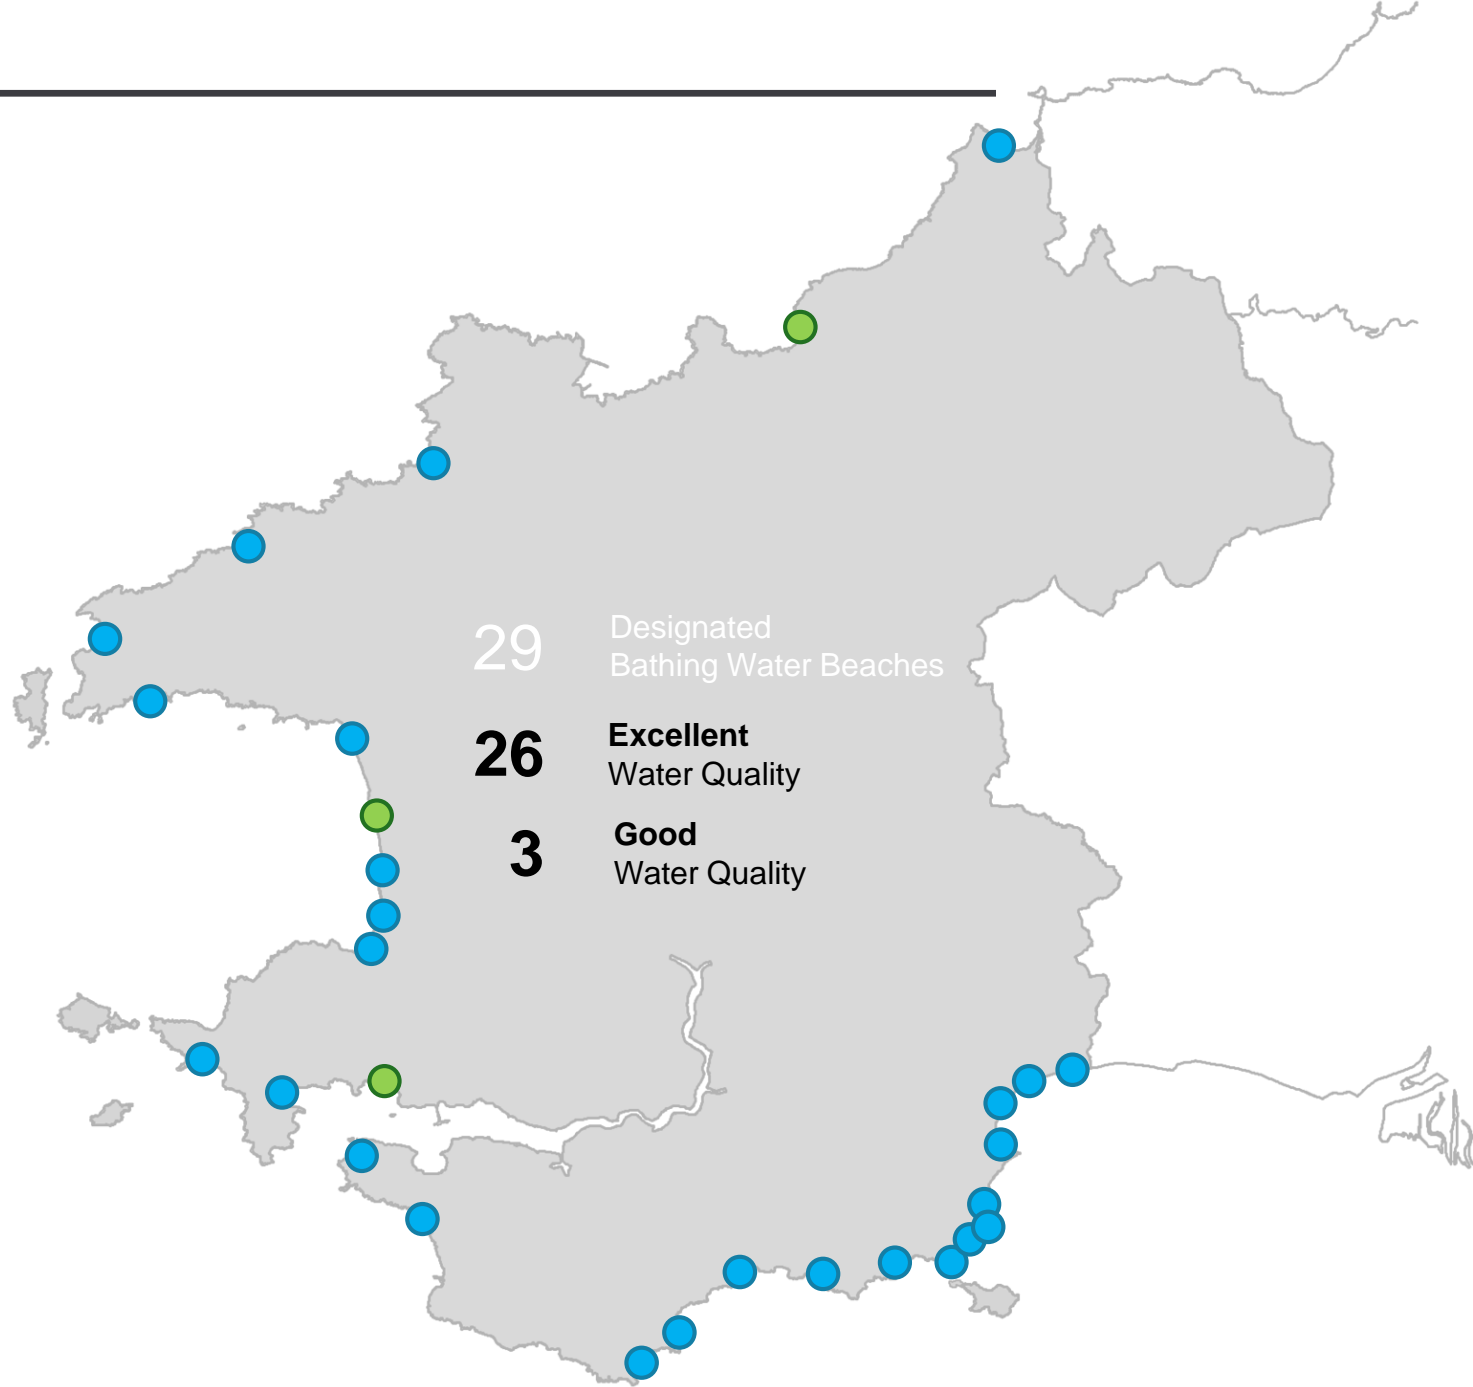 29 Designated
Bathing Water Beaches
26 Excellent
Water Quality
3 Good
Water Quality